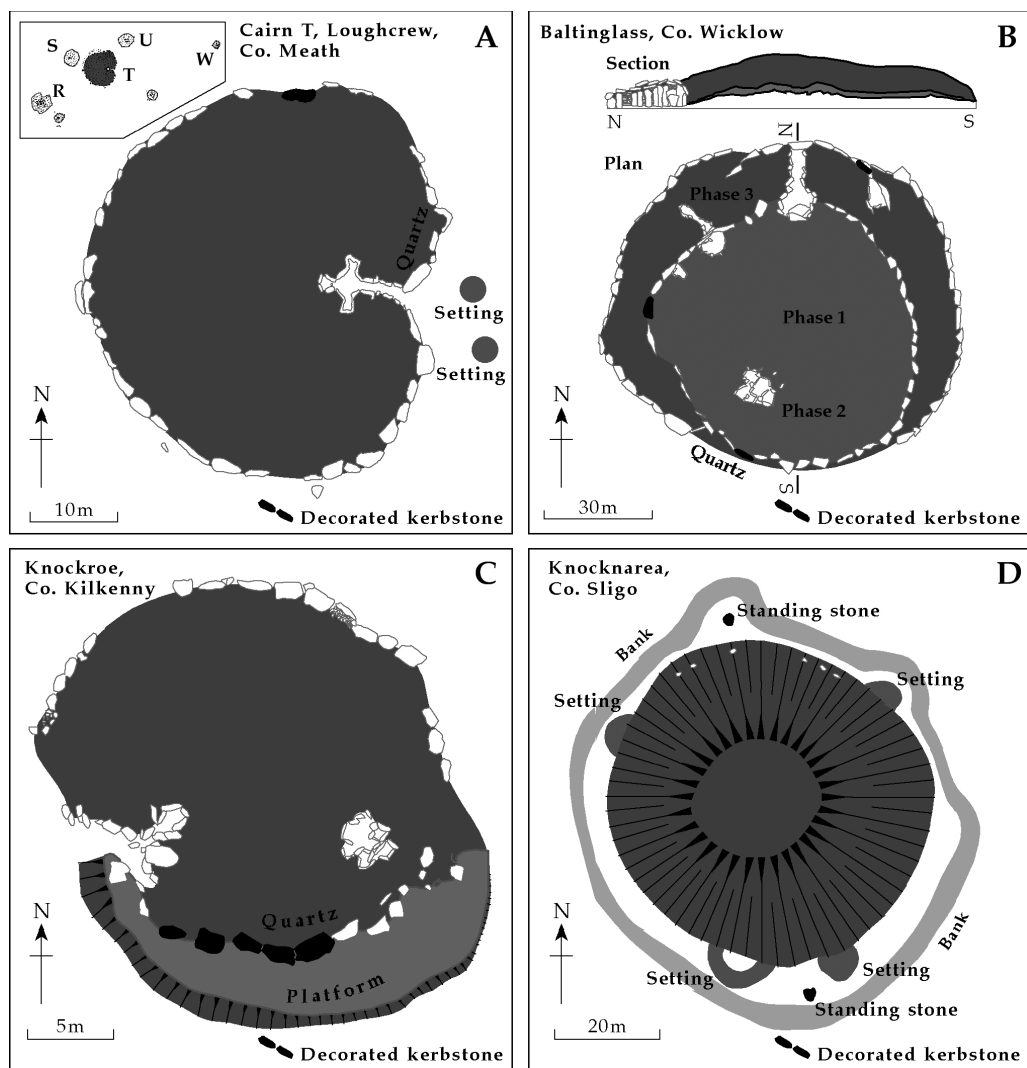 A
Cairn T, Loughcrew,
Co. Meath
S
U
W
T
R
Quartz
Setting
Setting
N
10m
Decorated kerbstone
B
Baltinglass, Co. Wicklow
Section
N
S
N
Plan
Phase 3
Phase 1
Phase 2
N
Quartz
S
30m
Decorated kerbstone
C
Knockroe,
Co. Kilkenny
Quartz
N
Platform
5m
Decorated kerbstone
D
Knocknarea,
Co. Sligo
Standing stone
Bank
Setting
Setting
N
Bank
Setting
Setting
Standing stone
20m
Decorated kerbstone